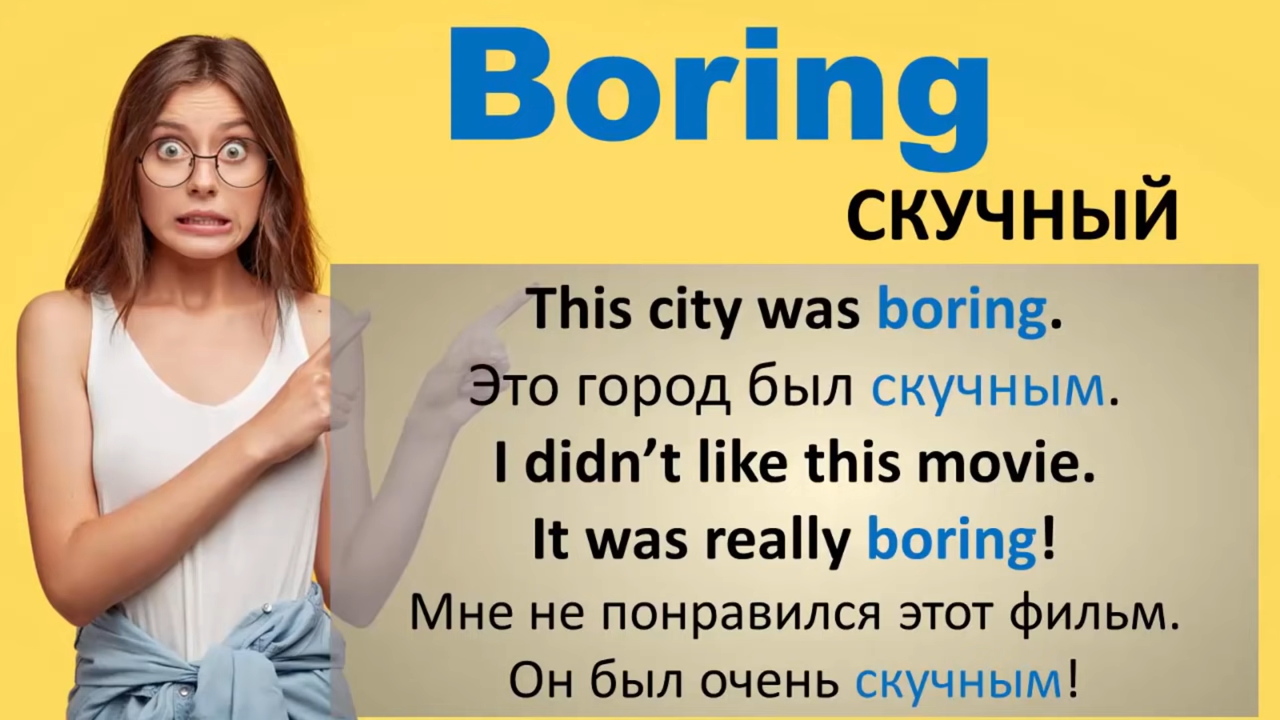 Boring
СКУЧНЫЙ
This city was boring.
Это город был скучным.
I didn’t like this movie.
It was really boring!
Мне не понравился этот фильм.
Он был очень скучным!